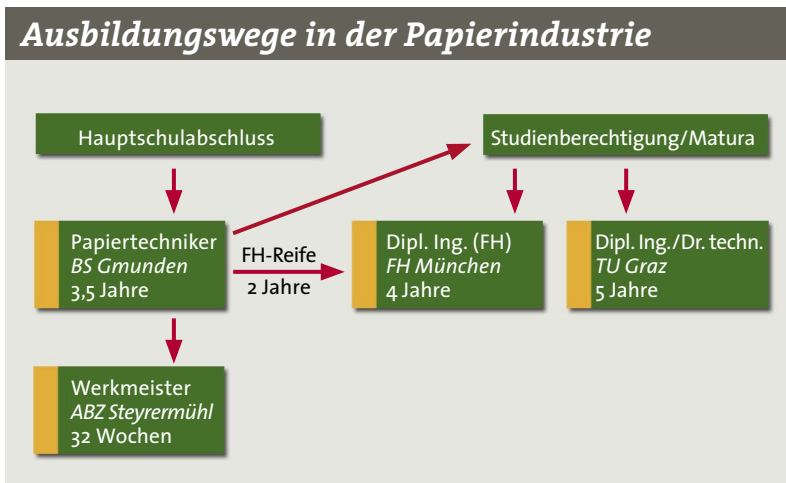 Ausbildungswege in der Papierindustrie
Hauptschulabschluss
Studienberechtigung/Matura
Papiertechniker
BS Gmunden
3,5 Jahre
FH-Reife
2 Jahre
Dipl. Ing. (FH)
FH München
4 Jahre
Dipl. Ing./Dr. techn.
TU Graz
5 Jahre
Werkmeister
ABZ Steyrermühl
32 Wochen